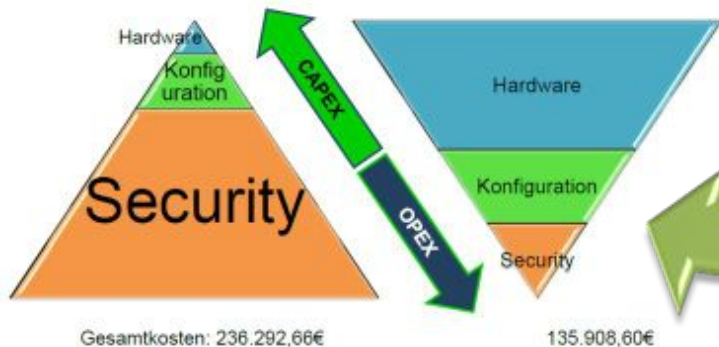 Hardware
Konfig
uration
Security
CAPEX
OPEX
Hardware
Konfiguration
Security
Gesamtkosten: 236.292,66€
135.908,60€